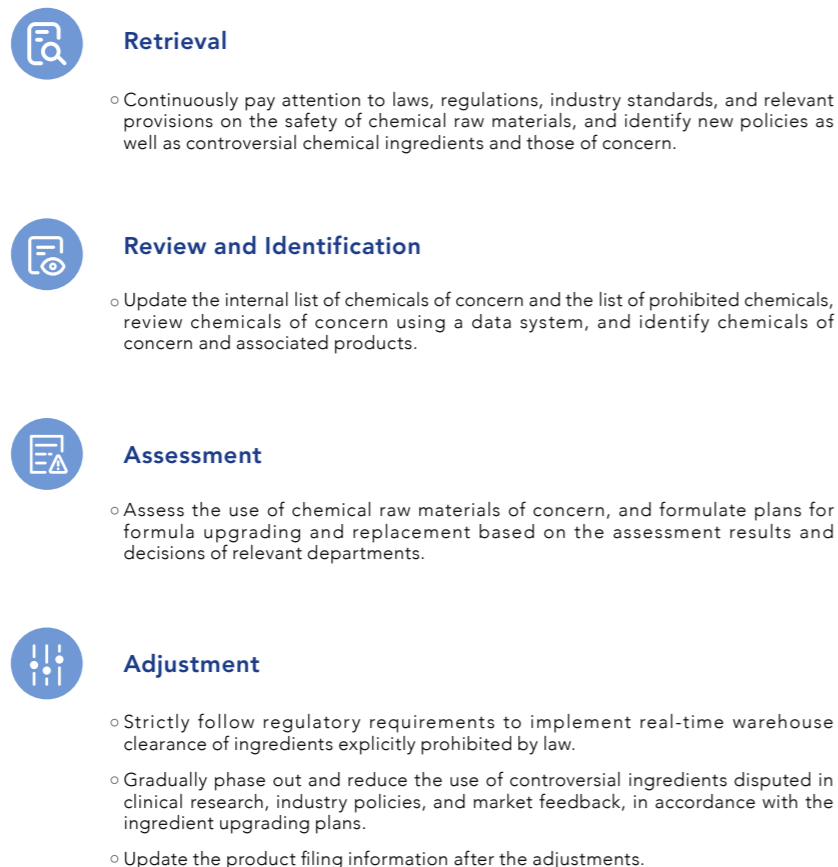 Retrieval
○ Continuously pay attention to laws, regulations, industry standards, and relevant
provisions on the safety of chemical raw materials, and identify new policies as
well as controversial chemical ingredients and those of concern.
Review and Identification
○ Update the internal list of chemicals of concern and the list of prohibited chemicals,
review chemicals of concern using a data system, and identify chemicals of
concern and associated products.
Assessment
○ Assess the use of chemical raw materials of concern, and formulate plans for
formula upgrading and replacement based on the assessment results and
decisions of relevant departments.
Adjustment
○ Strictly follow regulatory requirements to implement real-time warehouse
clearance of ingredients explicitly prohibited by law.
○ Gradually phase out and reduce the use of controversial ingredients disputed in
clinical research, industry policies, and market feedback, in accordance with the
ingredient upgrading plans.
○ Update the product filing information after the adjustments.